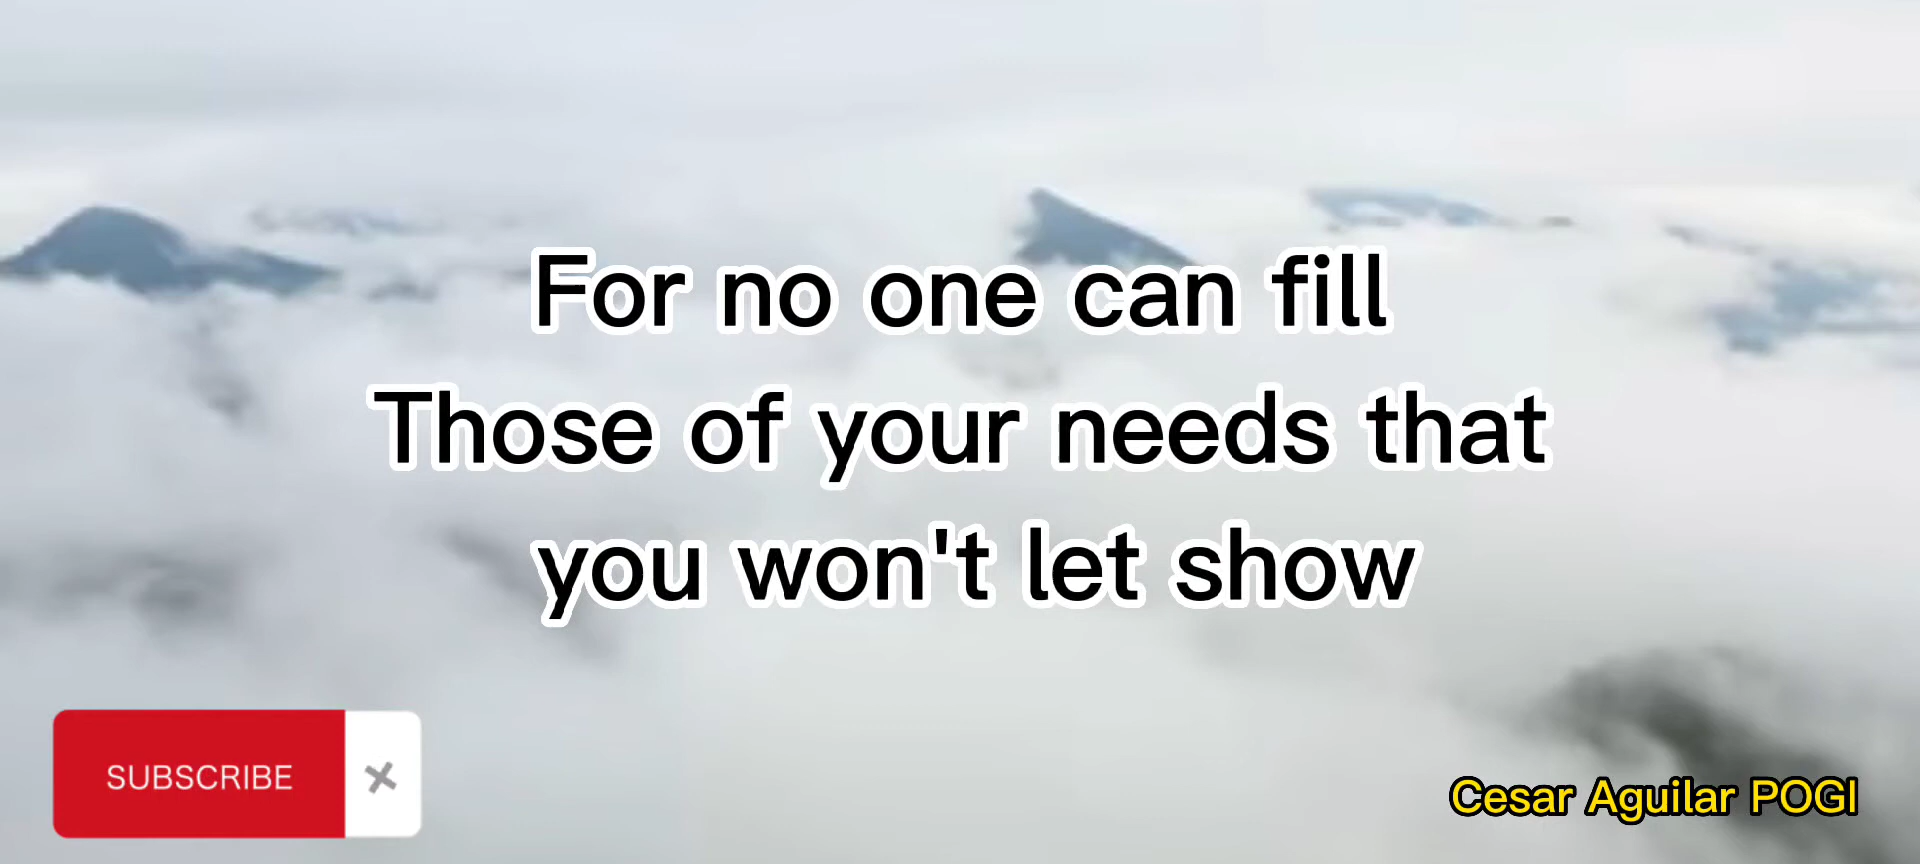 For no one can fill
Those of your needs that
you won't let show
SUBSCRIBE
Cesar Aguilar POGI